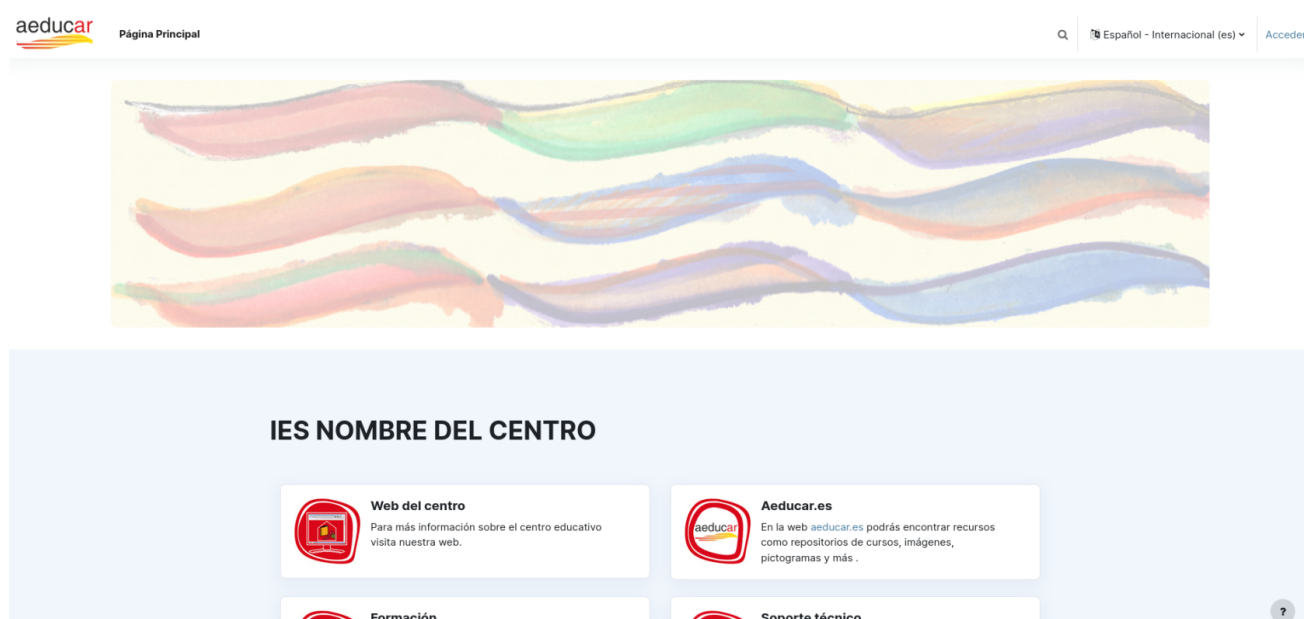 aeducar
Página Principal
Español - Internacional (es)
Acceder
IES NOMBRE DEL CENTRO
Web del centro
Para más información sobre el centro educativo
visita nuestra web.
aeducar
Aeducar.es
En la web aeducar.es podrás encontrar recursos
como repositorios de cursos, imágenes,
pictogramas y más .
Formación
Soporte técnico
?